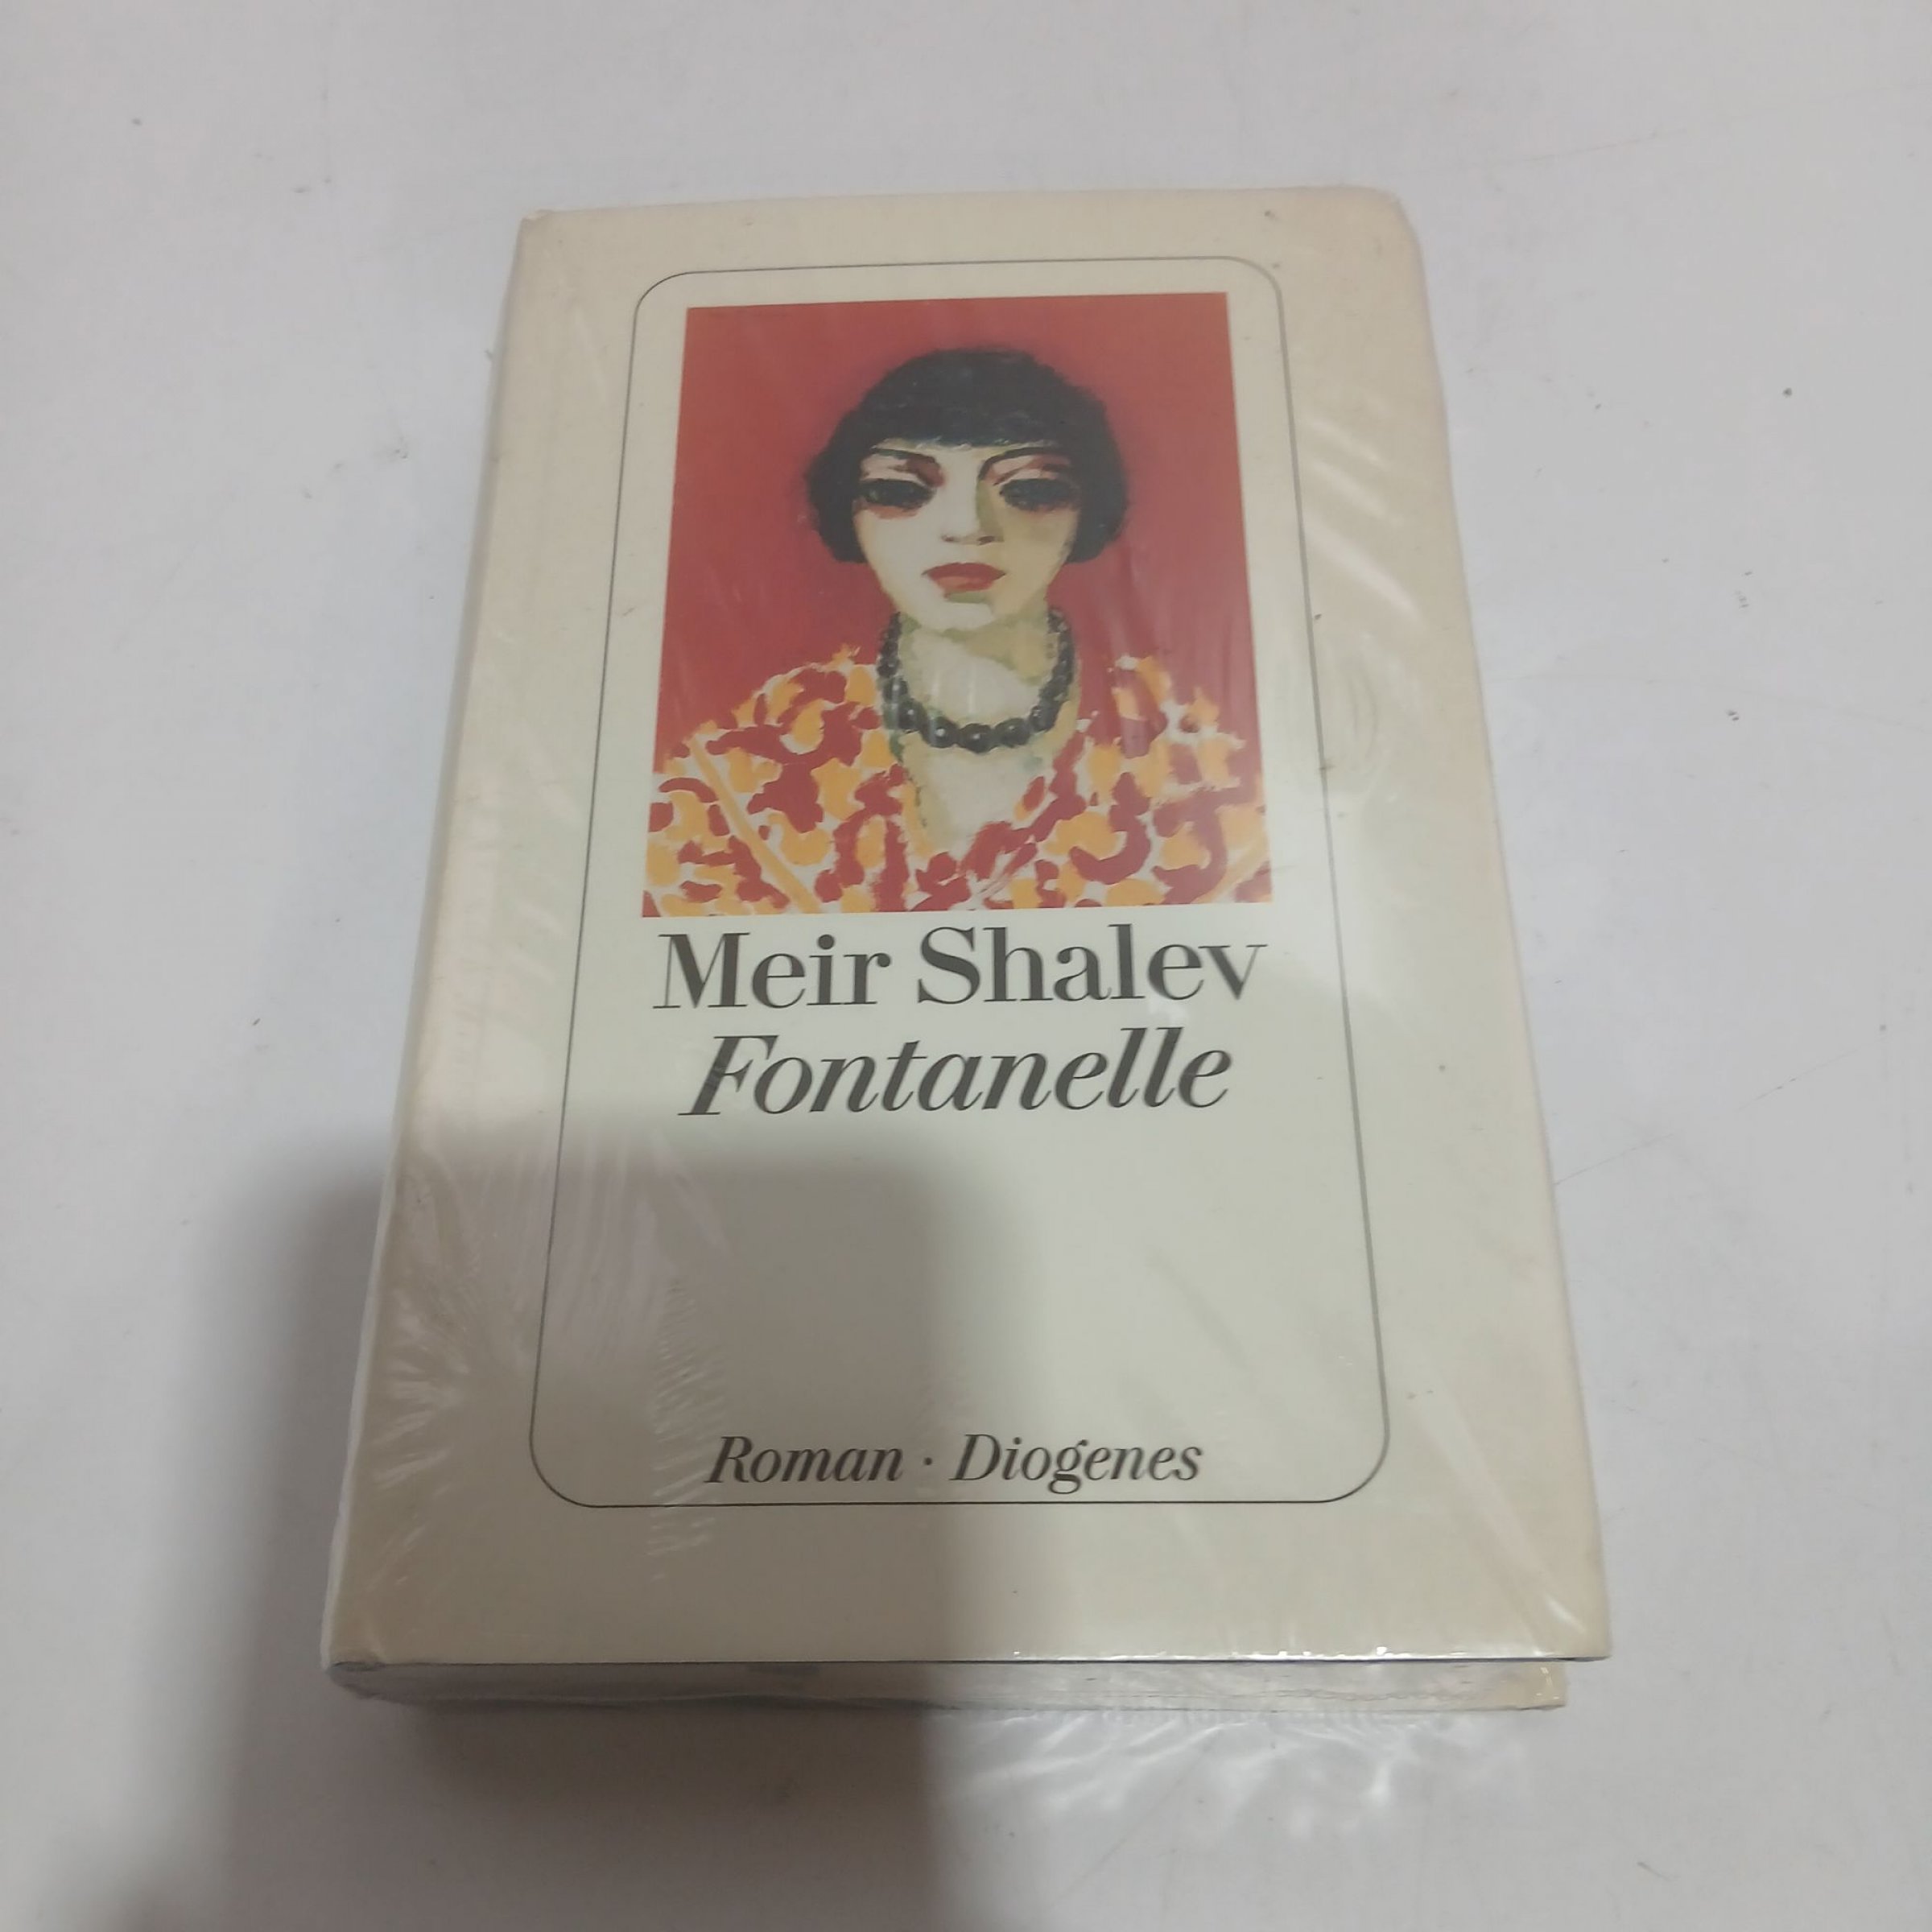 Meir Shalev
Fontanelle
Roman · Diogenes